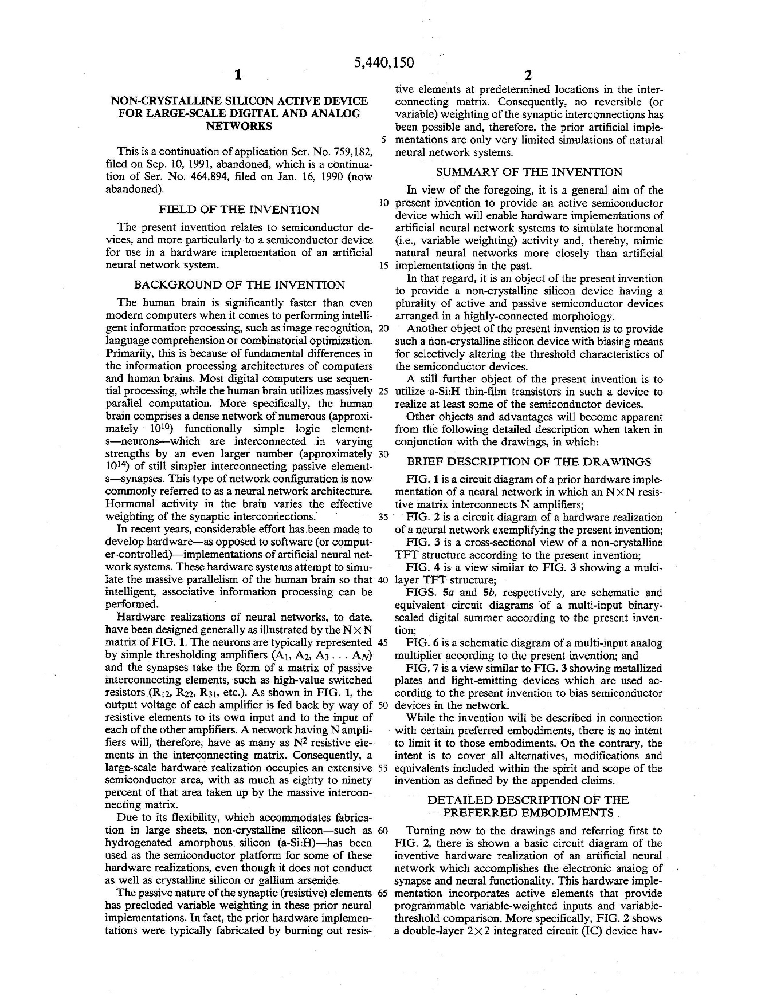 5,440,150
1
NON-CRYSTALLINE SILICON ACTIVE DEVICE
FOR LARGE-SCALE DIGITAL AND ANALOG
NETWORKS
This is a continuation of application Ser. No. 759,182,
filed on Sep. 10, 1991, abandoned, which is a continua-
tion of Ser. No. 464,894, filed on Jan. 16, 1990 (now
abandoned).
FIELD OF THE INVENTION
The present invention relates to semiconductor de-
vices, and more particularly to a semiconductor device
for use in a hardware implementation of an artificial
neural network system.
BACKGROUND OF THE INVENTION
The human brain is significantly faster than even
modern computers when it comes to performing intelli-
gent information processing, such as image recognition,
language comprehension or combinatorial optimization.
Primarily, this is because of fundamental differences in
the information processing architectures of computers
and human brains. Most digital computers use sequen-
tial processing, while the human brain utilizes massively
parallel computation. More specifically, the human
brain comprises a dense network of numerous (approxi-
mately 10¹⁰) functionally simple logic element-
s—neurons—which are interconnected in varying
strengths by an even larger number (approximately
10¹⁴) of still simpler interconnecting passive element-
s—synapses. This type of network configuration is now
commonly referred to as a neural network architecture.
Hormonal activity in the brain varies the effective
weighting of the synaptic interconnections.
In recent years, considerable effort has been made to
develop hardware—as opposed to software (or comput-
er-controlled)—implementations of artificial neural net-
work systems. These hardware systems attempt to simu-
late the massive parallelism of the human brain so that
intelligent, associative information processing can be
performed.
Hardware realizations of neural networks, to date,
have been designed generally as illustrated by the N×N
matrix of FIG. 1. The neurons are typically represented
by simple thresholding amplifiers (A₁, A₂, A₃ . . . A_N)
and the synapses take the form of a matrix of passive
interconnecting elements, such as high-value switched
resistors (R₁₂, R₂₂, R₃₁, etc.). As shown in FIG. 1, the
output voltage of each amplifier is fed back by way of
resistive elements to its own input and to the input of
each of the other amplifiers. A network having N ampli-
fiers will, therefore, have as many as N² resistive ele-
ments in the interconnecting matrix. Consequently, a
large-scale hardware realization occupies an extensive
semiconductor area, with as much as eighty to ninety
percent of that area taken up by the massive intercon-
necting matrix.
Due to its flexibility, which accommodates fabrica-
tion in large sheets, non-crystalline silicon—such as
hydrogenated amorphous silicon (a-Si:H)—has been
used as the semiconductor platform for some of these
hardware realizations, even though it does not conduct
as well as crystalline silicon or gallium arsenide.
The passive nature of the synaptic (resistive) elements
has precluded variable weighting in these prior neural
implementations. In fact, the prior hardware implemen-
tations were typically fabricated by burning out resis-
5
10
15
20
25
30
35
40
45
50
55
60
65
2
tive elements at predetermined locations in the inter-
connecting matrix. Consequently, no reversible (or
variable) weighting of the synaptic interconnections has
been possible and, therefore, the prior artificial imple-
mentations are only very limited simulations of natural
neural network systems.
SUMMARY OF THE INVENTION
In view of the foregoing, it is a general aim of the
present invention to provide an active semiconductor
device which will enable hardware implementations of
artificial neural network systems to simulate hormonal
(i.e., variable weighting) activity and, thereby, mimic
natural neural networks more closely than artificial
implementations in the past.
In that regard, it is an object of the present invention
to provide a non-crystalline silicon device having a
plurality of active and passive semiconductor devices
arranged in a highly-connected morphology.
Another object of the present invention is to provide
such a non-crystalline silicon device with biasing means
for selectively altering the threshold characteristics of
the semiconductor devices.
A still further object of the present invention is to
utilize a-Si:H thin-film transistors in such a device to
realize at least some of the semiconductor devices.
Other objects and advantages will become apparent
from the following detailed description when taken in
conjunction with the drawings, in which:
BRIEF DESCRIPTION OF THE DRAWINGS
FIG. 1 is a circuit diagram of a prior hardware imple-
mentation of a neural network in which an N×N resis-
tive matrix interconnects N amplifiers;
FIG. 2 is a circuit diagram of a hardware realization
of a neural network exemplifying the present invention;
FIG. 3 is a cross-sectional view of a non-crystalline
TFT structure according to the present invention;
FIG. 4 is a view similar to FIG. 3 showing a multi-
layer TFT structure;
FIGS. 5a and 5b, respectively, are schematic and
equivalent circuit diagrams of a multi-input binary-
scaled digital summer according to the present inven-
tion;
FIG. 6 is a schematic diagram of a multi-input analog
multiplier according to the present invention; and
FIG. 7 is a view similar to FIG. 3 showing metallized
plates and light-emitting devices which are used ac-
cording to the present invention to bias semiconductor
devices in the network.
While the invention will be described in connection
with certain preferred embodiments, there is no intent
to limit it to those embodiments. On the contrary, the
intent is to cover all alternatives, modifications and
equivalents included within the spirit and scope of the
invention as defined by the appended claims.
DETAILED DESCRIPTION OF THE
PREFERRED EMBODIMENTS
Turning now to the drawings and referring first to
FIG. 2, there is shown a basic circuit diagram of the
inventive hardware realization of an artificial neural
network which accomplishes the electronic analog of
synapse and neural functionality. This hardware imple-
mentation incorporates active elements that provide
programmable variable-weighted inputs and variable-
threshold comparison. More specifically, FIG. 2 shows
a double-layer 2×2 integrated circuit (IC) device hav-